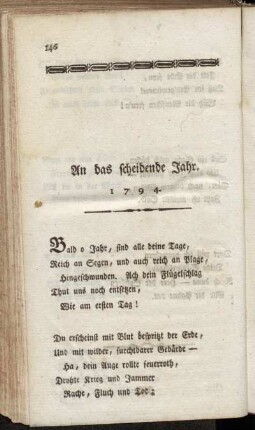 246
An das scheidende Jahr.
1794.
Bald o Jahr, sind alle deine Tage,
Reich an Segen, und auch reich an Plage,
Hingeschwunden. Ach dein Flügelschlag
Thut uns noch entsetzen,
Wie am ersten Tag!
Du erscheinst mit Blut bespritzt der Erde,
Und mit wilder, furchtbarer Gebärde —
Ha, dein Auge rollte feuerroth,
Drohte Krieg und Jammer
Rache, Fluch und Tod: